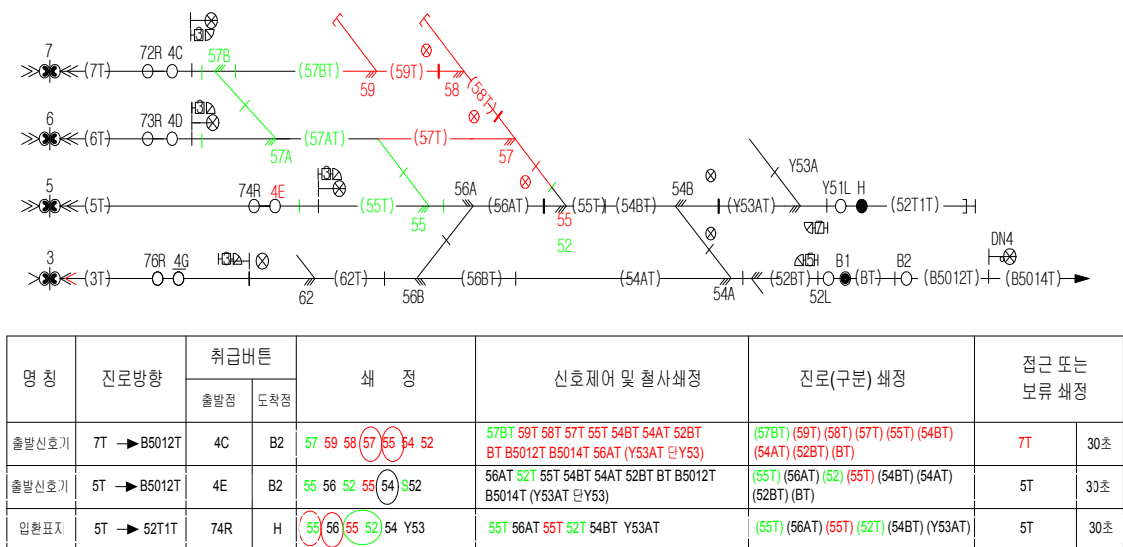 7 72R 4C 3 57B
(7T) (57BT) 59 (59T) 58 (58T)
6 73R 4D 3
(6T) 57A (57AT) (57T) 57
5 74R 4E 3 56A 54B Y53A Y51L H
(5T) (55T) 55 (56AT) 55 (55T) (54BT) (Y53AT) (52T1T)
52 7
3 76R 4G 3 5 B1 B2 DN4
(3T) 62 (62T) 56B (56BT) (54AT) 54A (52BT) 52L (BT) (B5012T) (B5014T)
명 칭 진로방향 취급버튼 쇄 정 신호제어 및 철사쇄정 진로(구분) 쇄정 접근 또는
보류 쇄정
출발점 도착점
출발신호기 7T → B5012T 4C B2 57 59 58 57 55 54 52 57BT 59T 58T 57T 55T 54BT 54AT 52BT
BT B5012T B5014T 56AT (Y53AT 단Y53) (57BT) (59T) (58T) (57T) (55T) (54BT)
(54AT) (52BT) (BT) 7T 30초
출발신호기 5T → B5012T 4E B2 55 56 52 55 54 S52 56AT 52T 55T 54BT 54AT 52BT BT B5012T
B5014T (Y53AT 단Y53) (55T) (56AT) (52) (55T) (54BT) (54AT)
(52BT) (BT) 5T 30초
입환표지 5T → 52T1T 74R H 55 56 55 52 54 Y53 55T 56AT 55T 52T 54BT Y53AT (55T) (56AT) (55T) (52T) (54BT) (Y53AT) 5T 30초